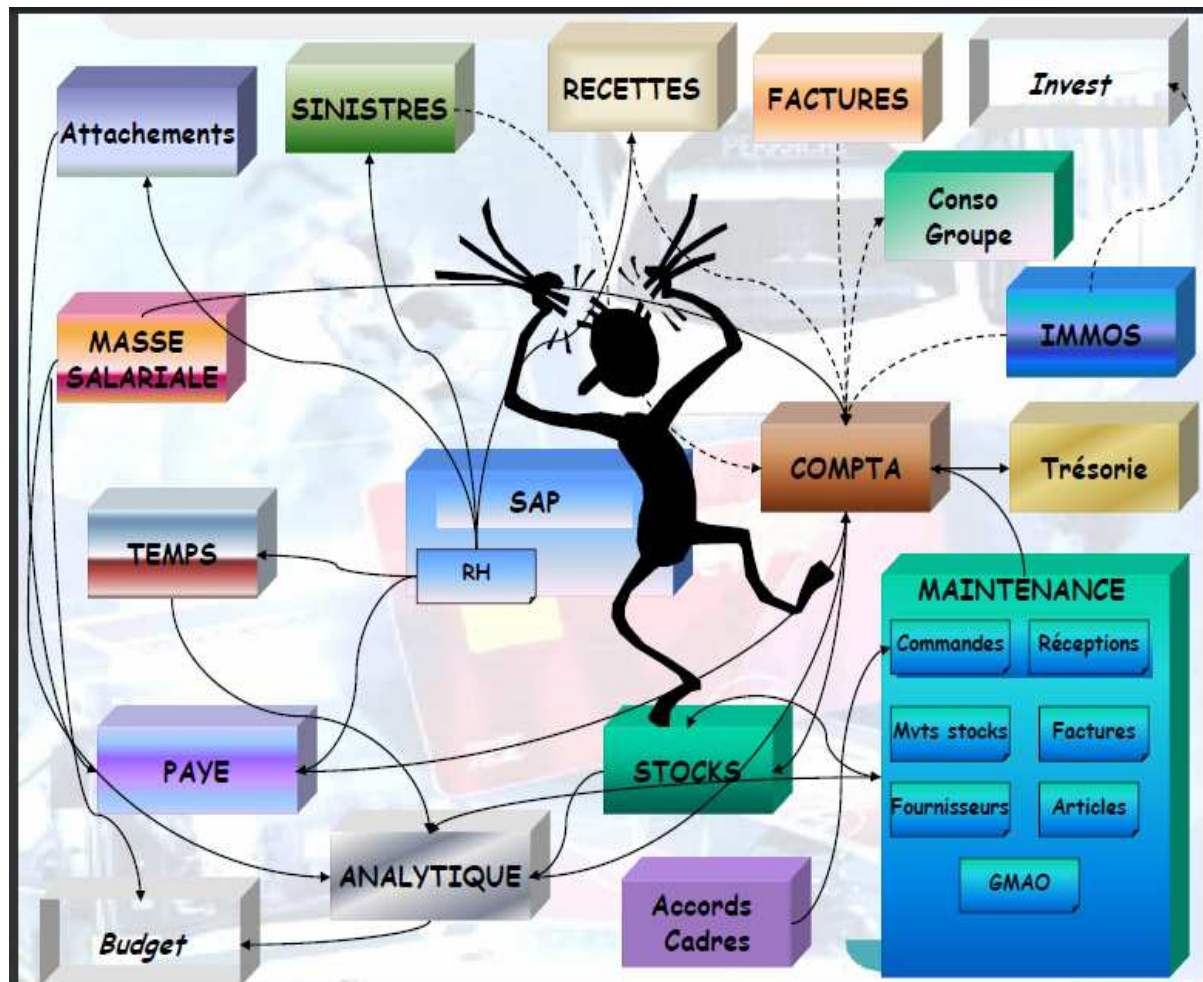 Attachements
SINISTRES
RECETTES
FACTURES
Invest
Conso
Groupe
MASSE
SALARIALE
IMMOS
SAP
RH
COMPTA
Trésorie
TEMPS
MAINTENANCE
Commandes
Réceptions
Mvts stocks
Factures
Fournisseurs
Articles
GMAO
PAYE
STOCKS
ANALYTIQUE
Accords
Cadres
Budget